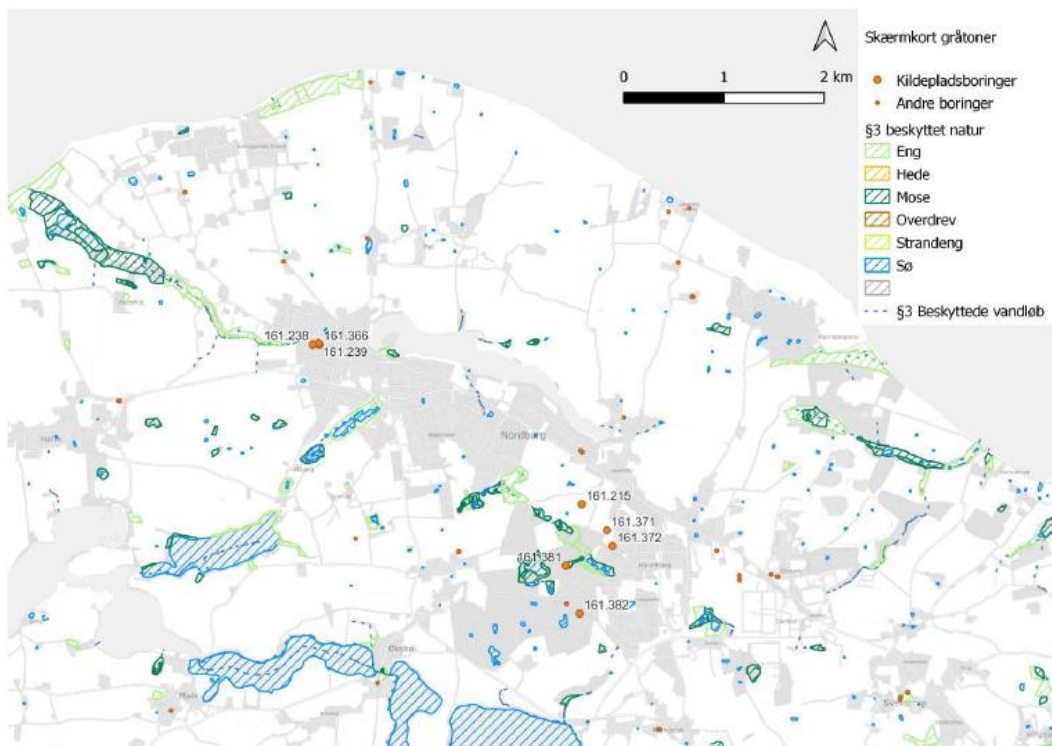 Skærmkort gråtoner
0 1 2 km
Kildepladsboringer
Andre boringer
§3 beskyttet natur
Eng
Hede
Mose
Overdrev
Strandeng
Sø
§3 Beskyttede vandløb
161.238
161.366
161.239
Nordborg
161.215
161.371
161.372
161.381
161.382